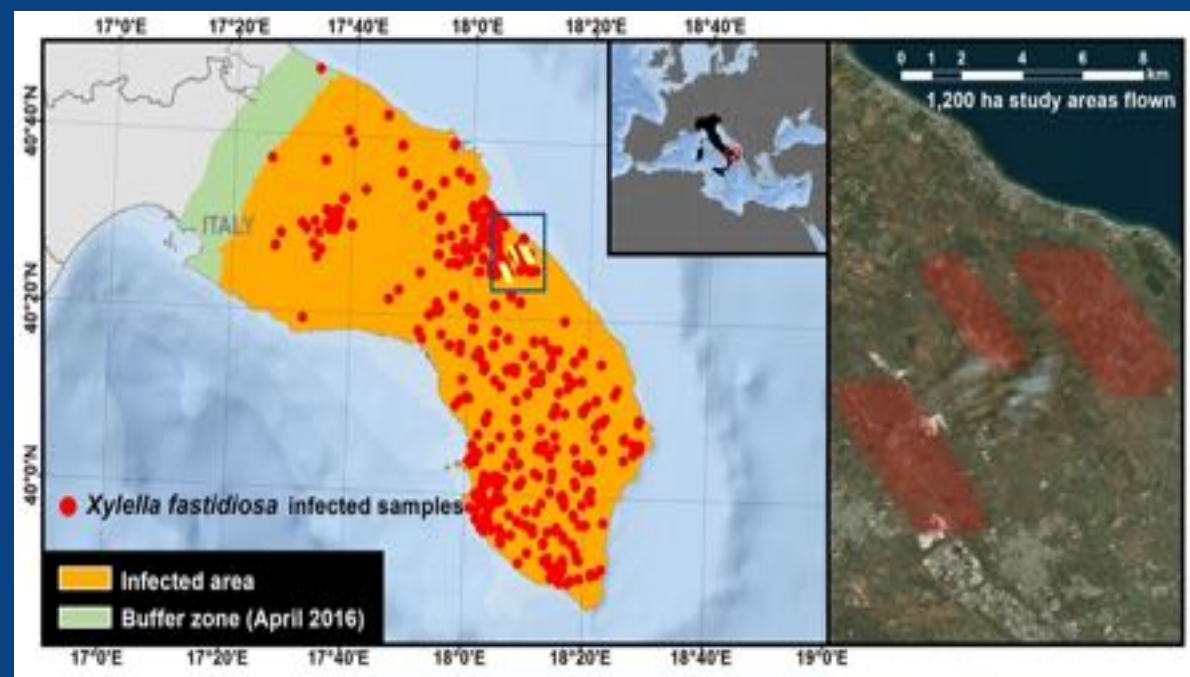 17°0'E 17°20'E 17°40'E 18°0'E 18°20'E 18°40'E
0 1 2 4 6 8
km
1,200 ha study areas flown
40°40'N
ITALY
40°20'N
40°0'N
Xylella fastidiosa infected samples
Infected area
Buffer zone (April 2016)
17°0'E 17°20'E 17°40'E 18°0'E 18°20'E 18°40'E 19°0'E